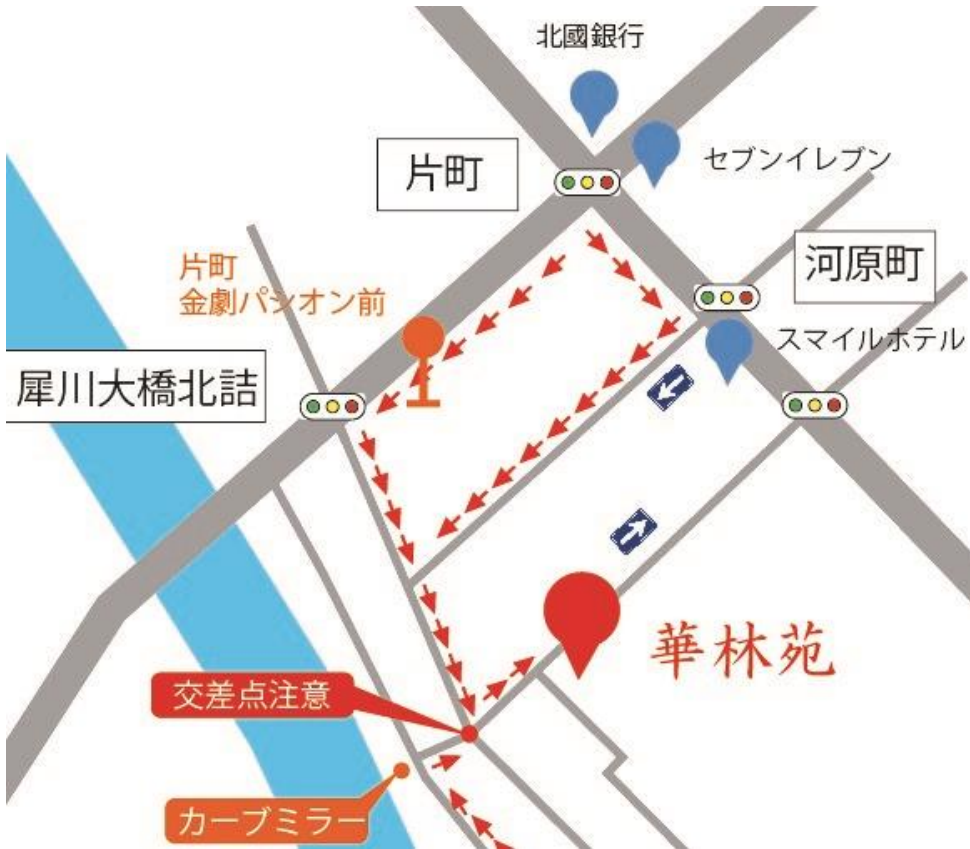 北國銀行
セブンイレブン
片町
河原町
片町
金劇パシオン前
スマイルホテル
犀川大橋北詰
華林苑
交差点注意
カーブミラー